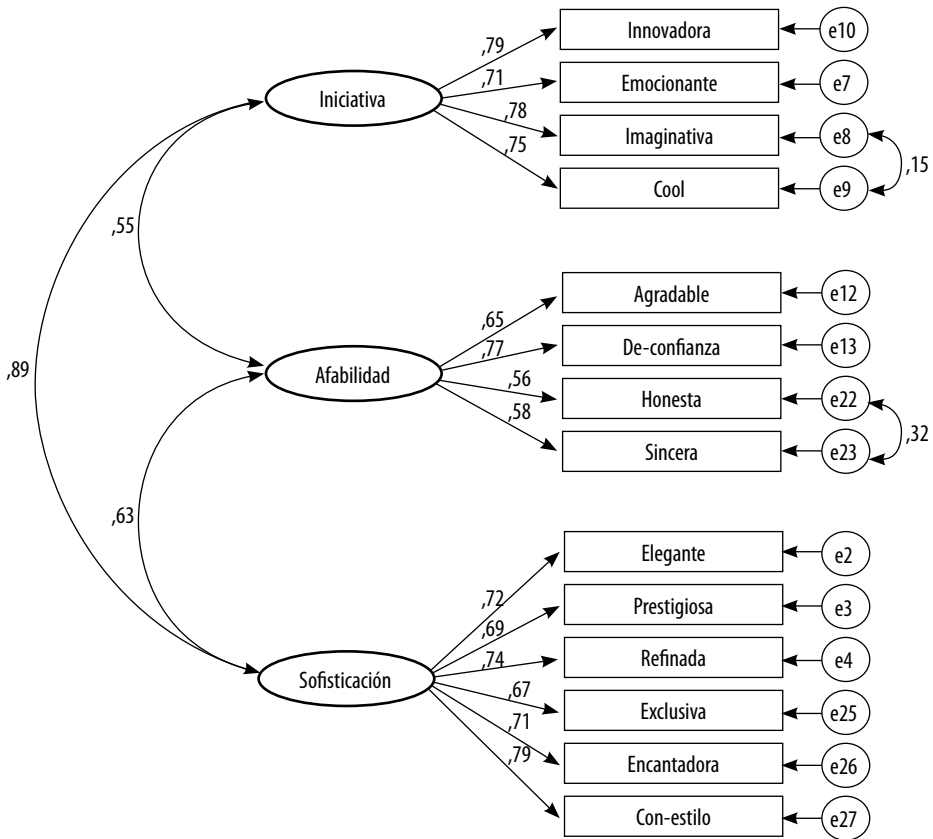 ,79
Innovadora
e10
,71
Emocionante
e7
Iniciativa
,78
Imaginativa
e8
,15
,75
Cool
e9
,55
,65
Agradable
e12
,77
De-confianza
e13
,89
Afabilidad
,56
Honesta
e22
,32
,58
Sincera
e23
,63
,72
Elegante
e2
,69
Prestigiosa
e3
Sofisticación
,74
Refinada
e4
,67
Exclusiva
e25
,71
Encantadora
e26
,79
Con-estilo
e27